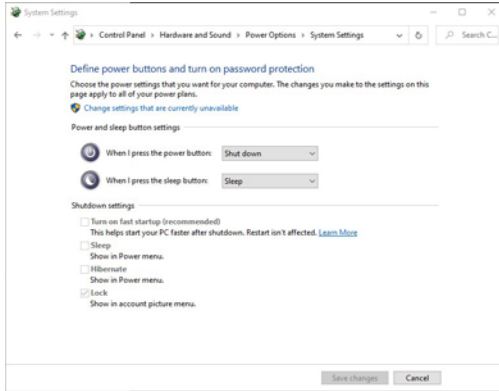 System Settings
Control Panel > Hardware and Sound > Power Options > System Settings
Search C...
Define power buttons and turn on password protection
Choose the power settings that you want for your computer. The changes you make to the settings on this
page apply to all of your power plans.
Change settings that are currently unavailable
Power and sleep button settings
When I press the power button: Shut down
When I press the sleep button: Sleep
Shutdown settings
Turn on fast startup (recommended)
This helps start your PC faster after shutdown. Restart isn't affected. Learn More
Sleep
Show in Power menu.
Hibernate
Show in Power menu.
Lock
Show in account picture menu.
Save changes Cancel